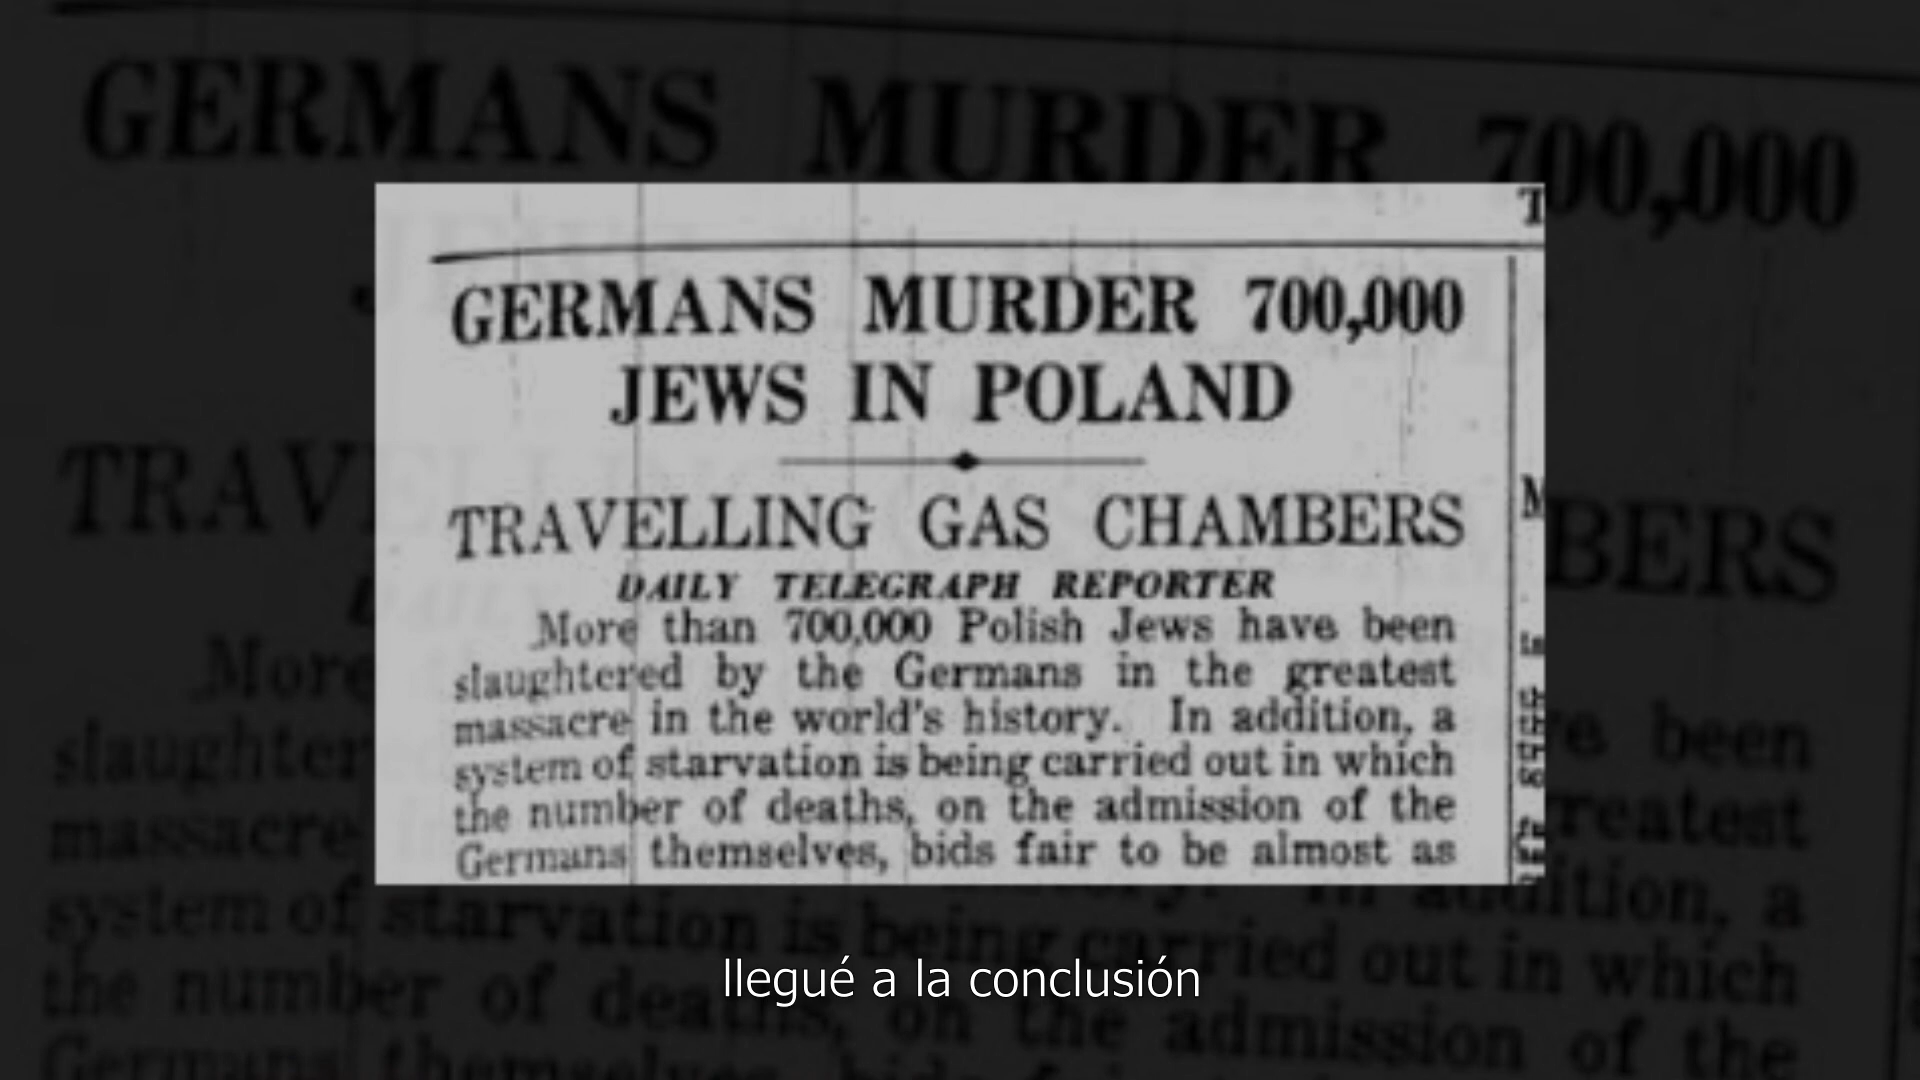 GERMANS MURDER 700,000
JEWS IN POLAND
TRAVELLING GAS CHAMBERS
DAILY TELEGRAPH REPORTER
More than 700,000 Polish Jews have been
slaughtered by the Germans in the greatest
massacre in the world's history. In addition, a
system of starvation is being carried out in which
the number of deaths, on the admission of the
Germans themselves, bids fair to be almost as
llegué a la conclusión